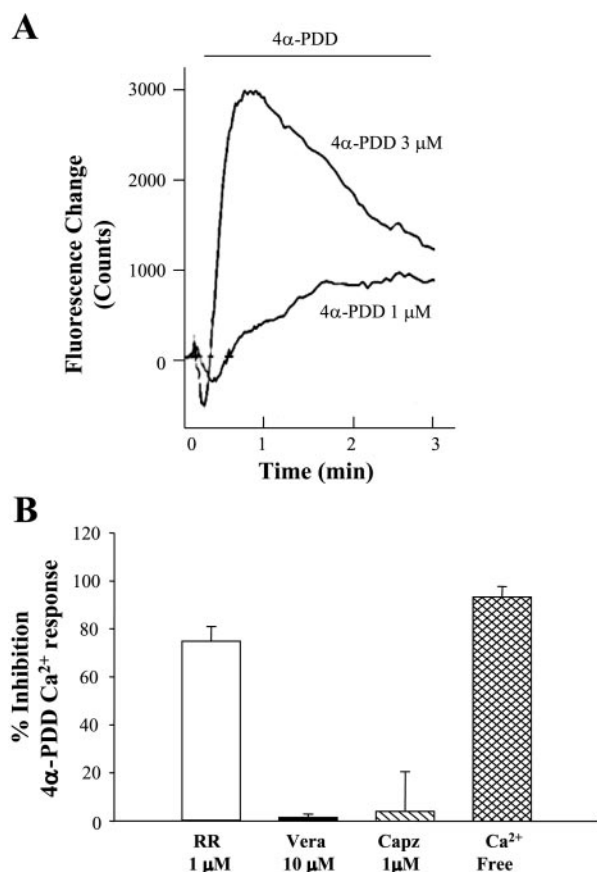 A
4α-PDD
3000
2000
1000
0
Fluorescence Change
(Counts)
4α-PDD 3 μM
4α-PDD 1 μM
0 1 2 3
Time (min)
B
120
100
80
60
40
20
0
% Inhibition
4α-PDD Ca²⁺ response
RR Vera Capz Ca²⁺
1 μM 10 μM 1μM Free